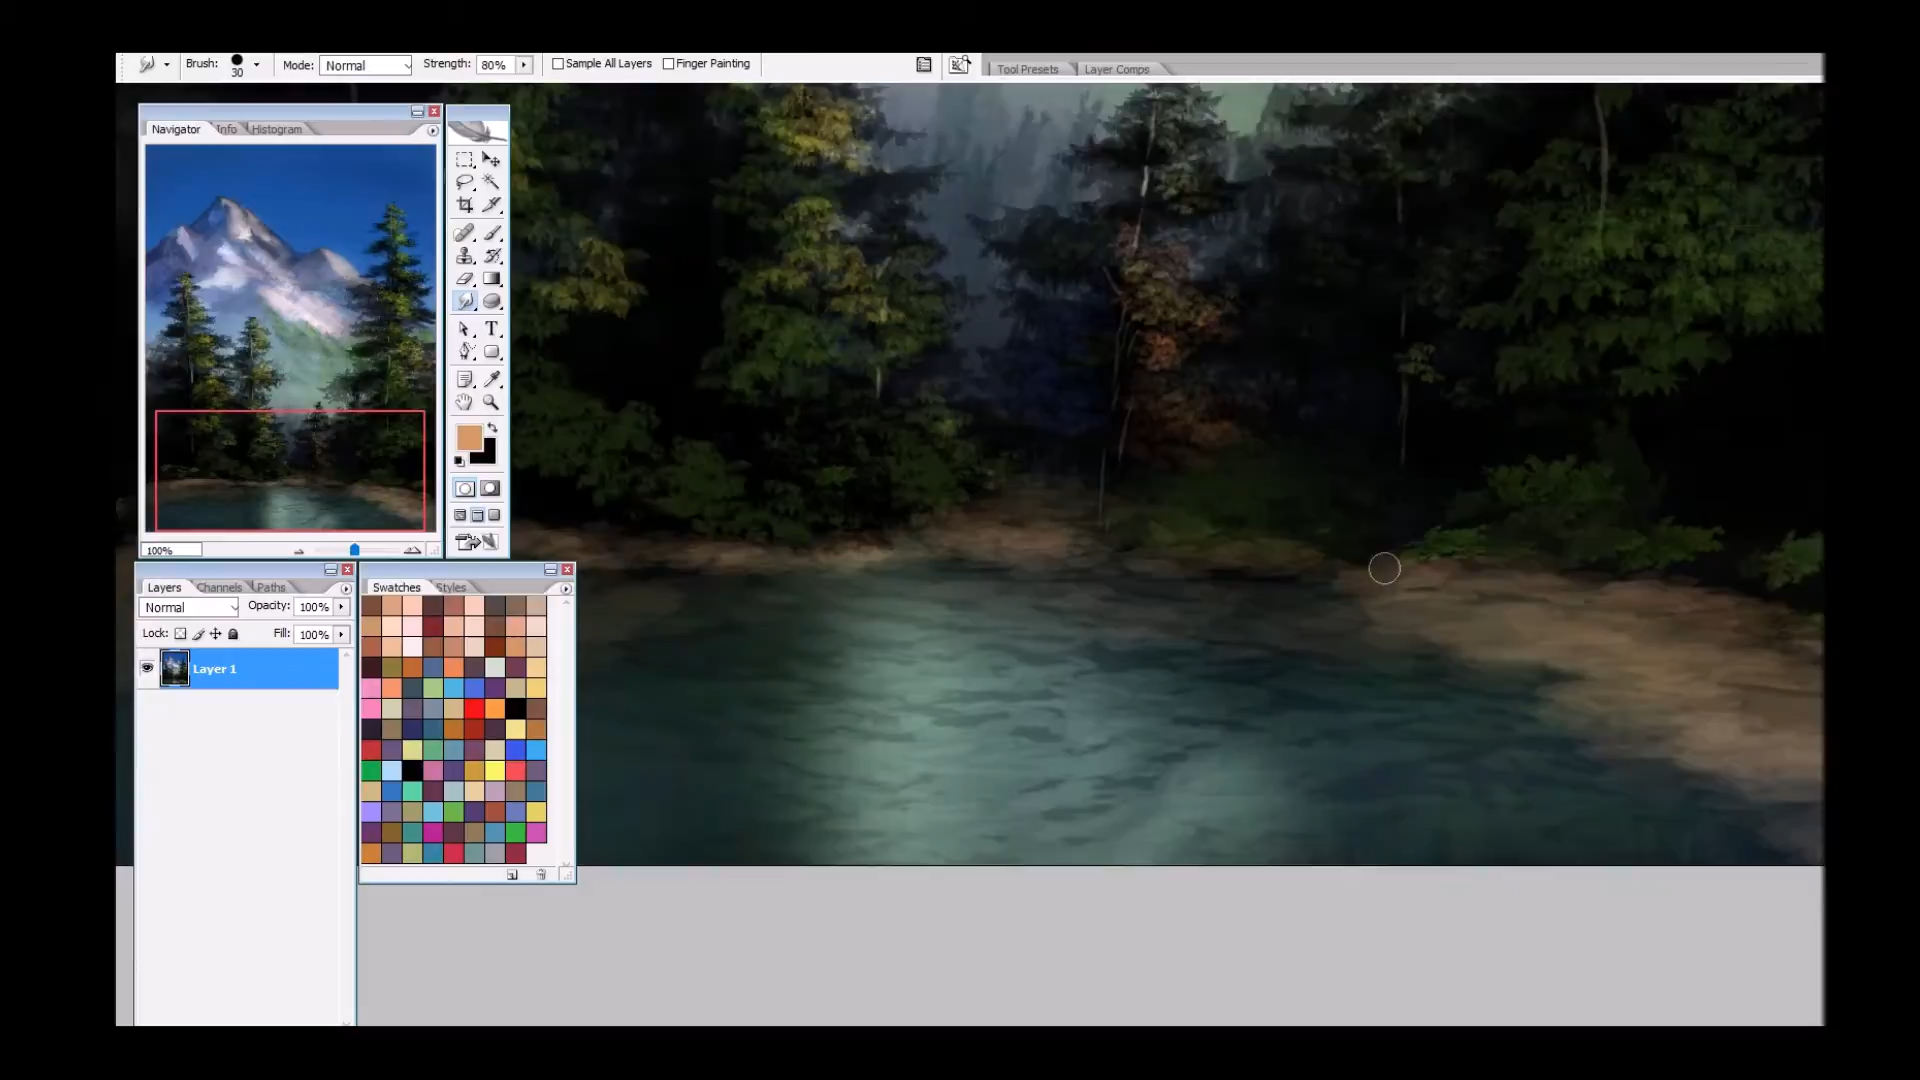 Brush: 30 Mode: Normal Strength: 80% Sample All Layers Finger Painting
Tool Presets Layer Comps
Navigator Info Histogram
100%
Layers Channels Paths
Normal Opacity: 100%
Lock: Fill: 100%
Layer 1
Swatches Styles